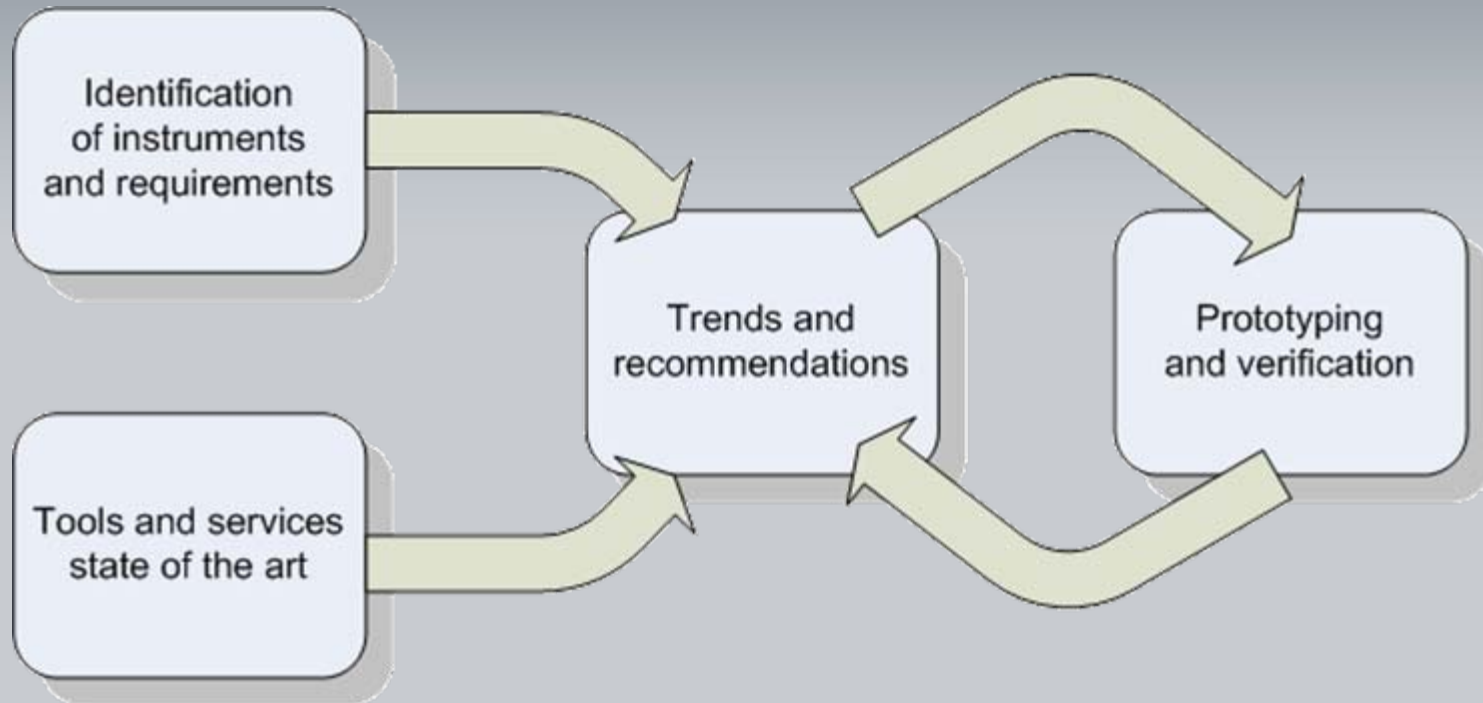 Identification
of instruments
and requirements
Tools and services
state of the art
Trends and
recommendations
Prototyping
and verification